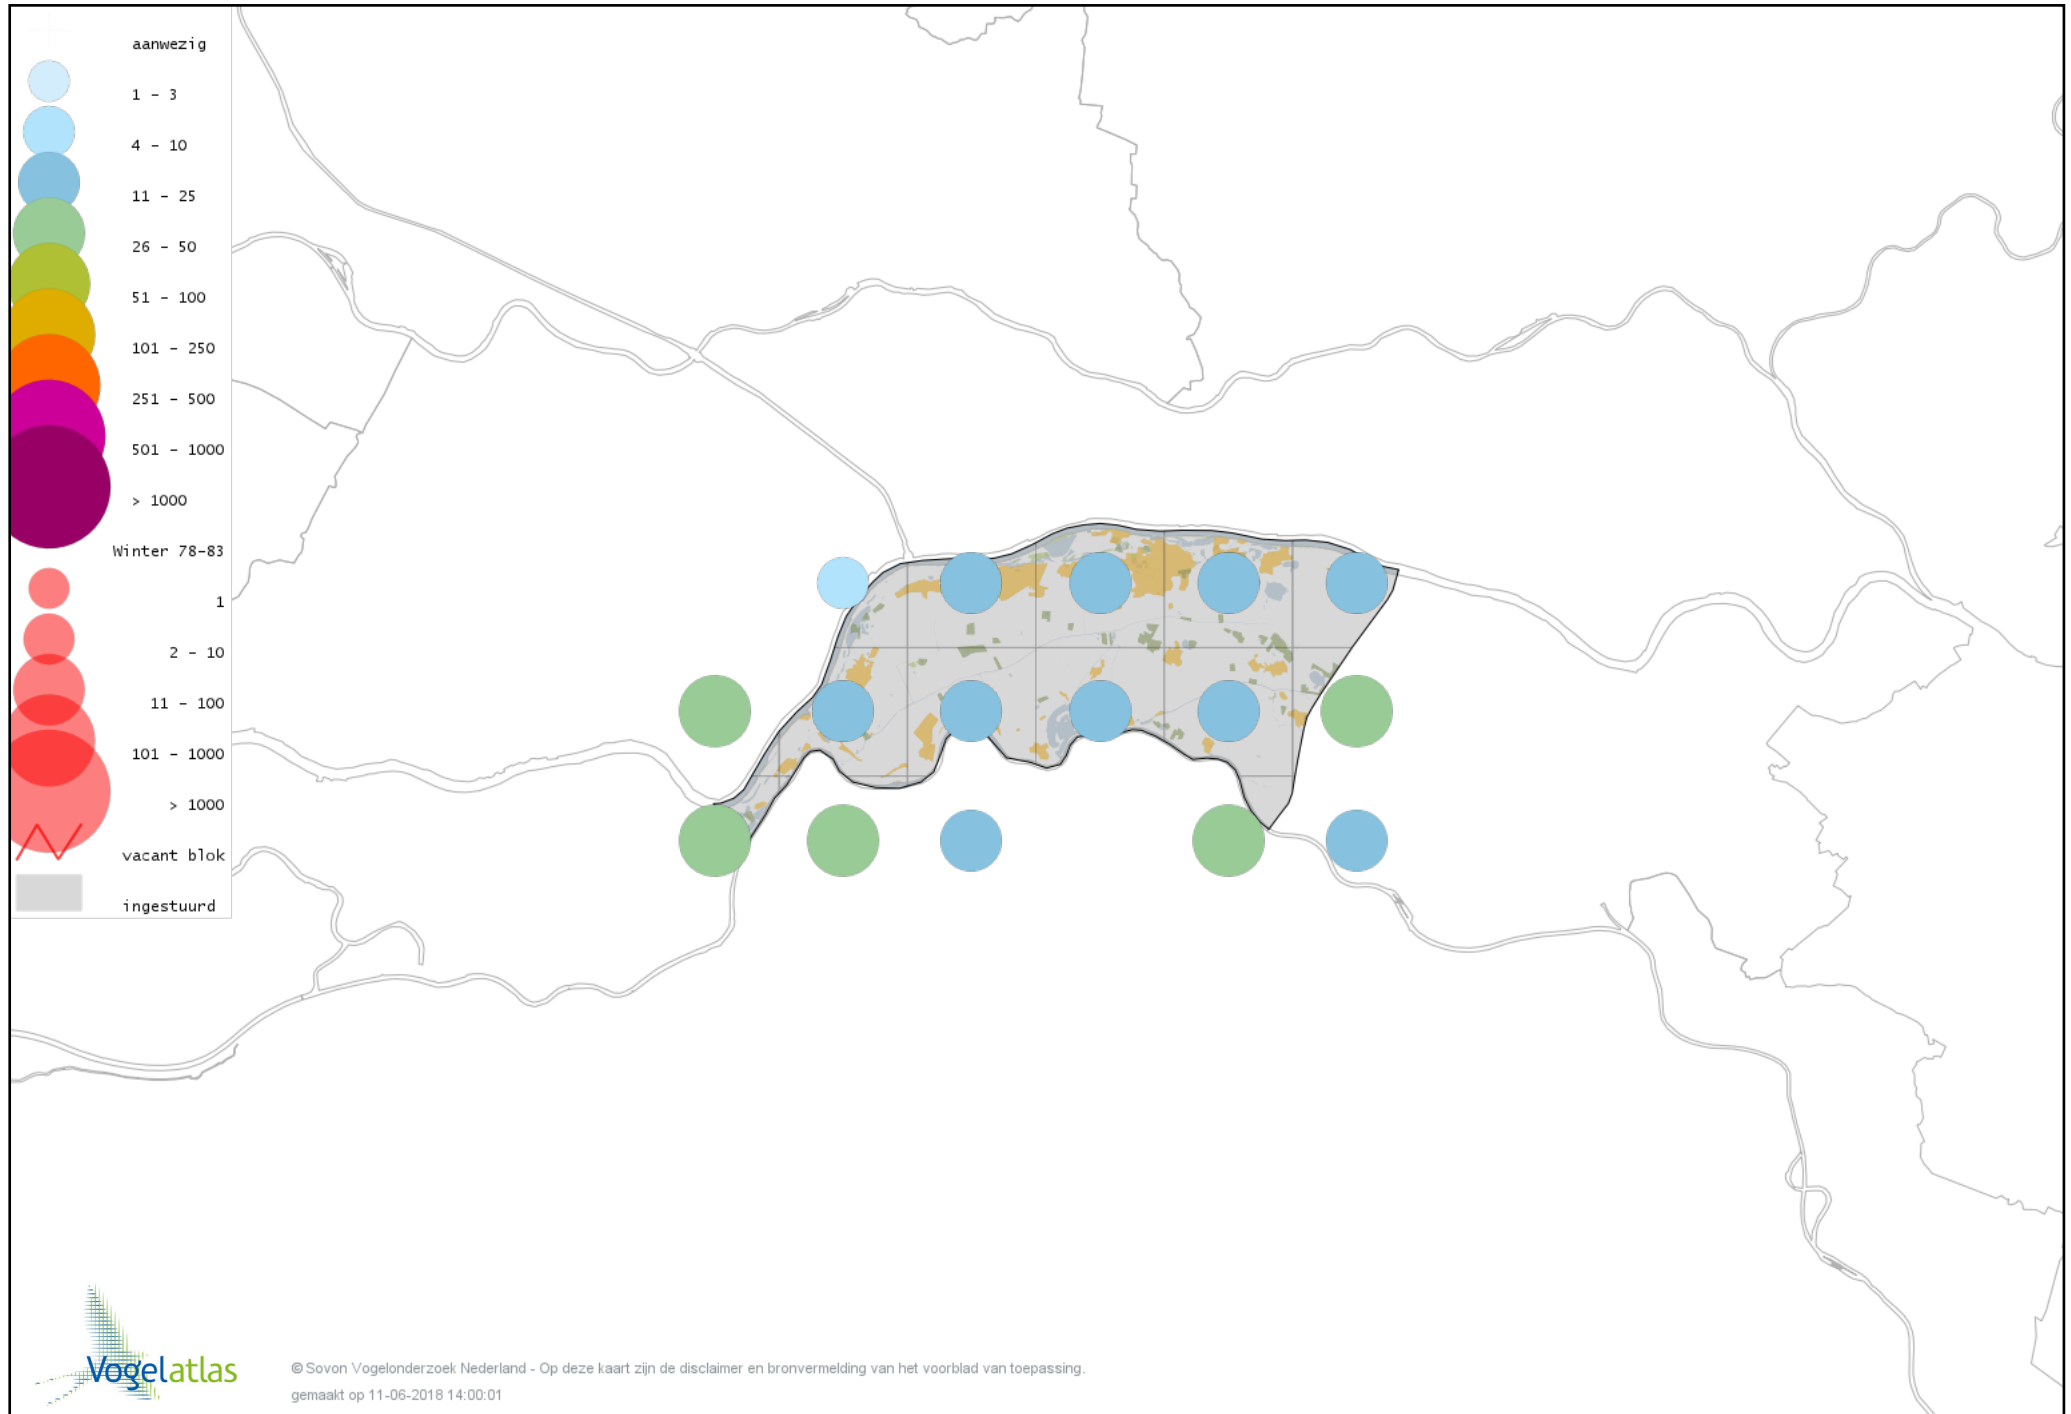 aanwezig
1 - 3
4 - 10
11 - 25
26 - 50
51 - 100
101 - 250
251 - 500
501 - 1000
> 1000
Winter 78-83
1
2 - 10
11 - 100
101 - 1000
> 1000
vacant blok
ingestuurd
Vogelatlas
© Sovon Vogelonderzoek Nederland - Op deze kaart zijn de disclaimer en bronvermelding van het voorblad van toepassing.
gemaakt op 11-06-2018 14:00:01